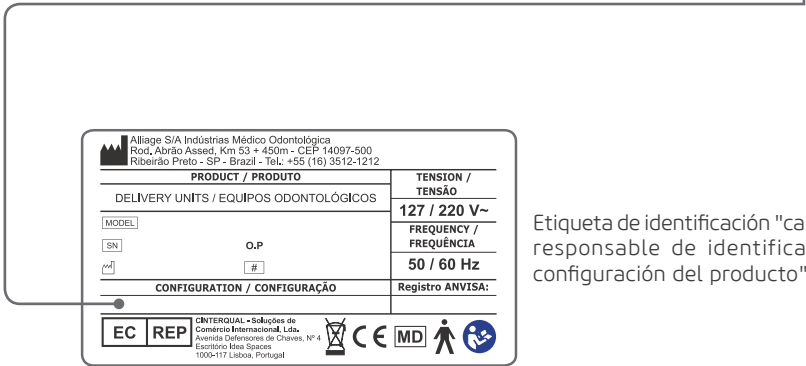 Alliage S/A Indústrias Médico Odontológica
Rod. Abrão Assed, Km 53 + 450m - CEP 14097-500
Ribeirão Preto - SP - Brazil - Tel.: +55 (16) 3512-1212
PRODUCT / PRODUTO
DELIVERY UNITS / EQUIPOS ODONTOLÓGICOS
MODEL
SN
O.P
#
CONFIGURATION / CONFIGURAÇÃO
TENSION /
TENSÃO
127 / 220 V~
FREQUENCY /
FREQUÊNCIA
50 / 60 Hz
Registro ANVISA:
EC REP
CINTERQUAL - Soluções de
Comércio Internacional, Lda.
Avenida Defensores de Chaves, Nº 4
Escritório Idea Spaces
1000-117 Lisboa, Portugal
CE
MD
Etiqueta de identificación "ca
responsable de identifica
configuración del producto"